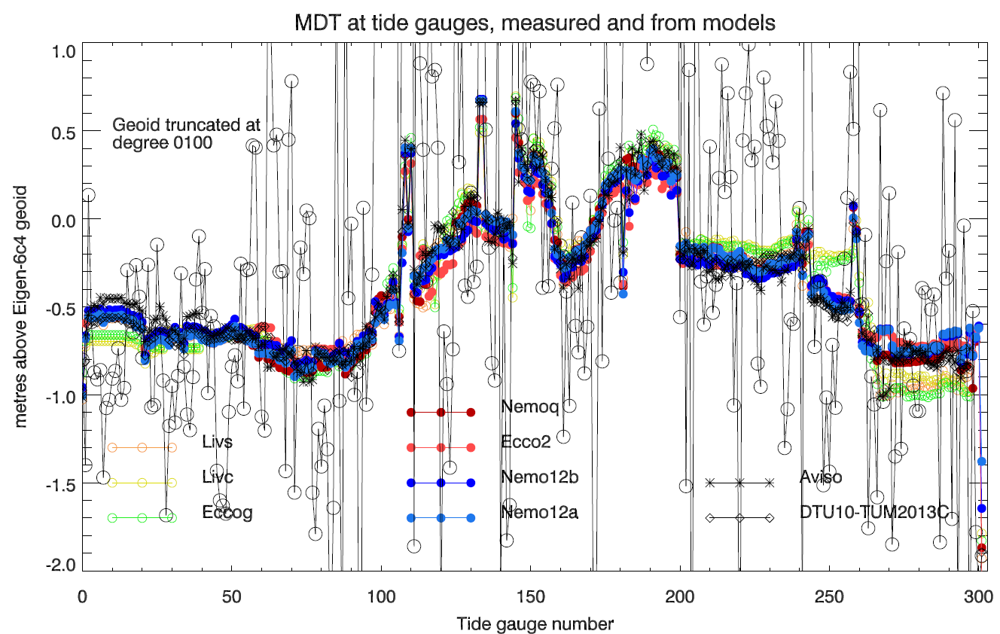 MDT at tide gauges, measured and from models
1.0
0.5
0.0
-0.5
-1.0
-1.5
-2.0
metres above Eigen-6c4 geoid
Geoid truncated at
degree 0100
Nemoq
Livs
Ecco2
Livc
Nemo12b
Aviso
Eccog
Nemo12a
DTU10-TUM2013C
0 50 100 150 200 250 300
Tide gauge number